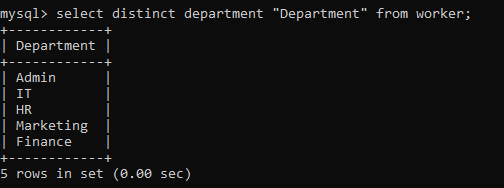 mysql> select distinct department "Department" from worker;
+------------+
| Department |
+------------+
| Admin      |
| IT         |
| HR         |
| Marketing  |
| Finance    |
+------------+
5 rows in set (0.00 sec)